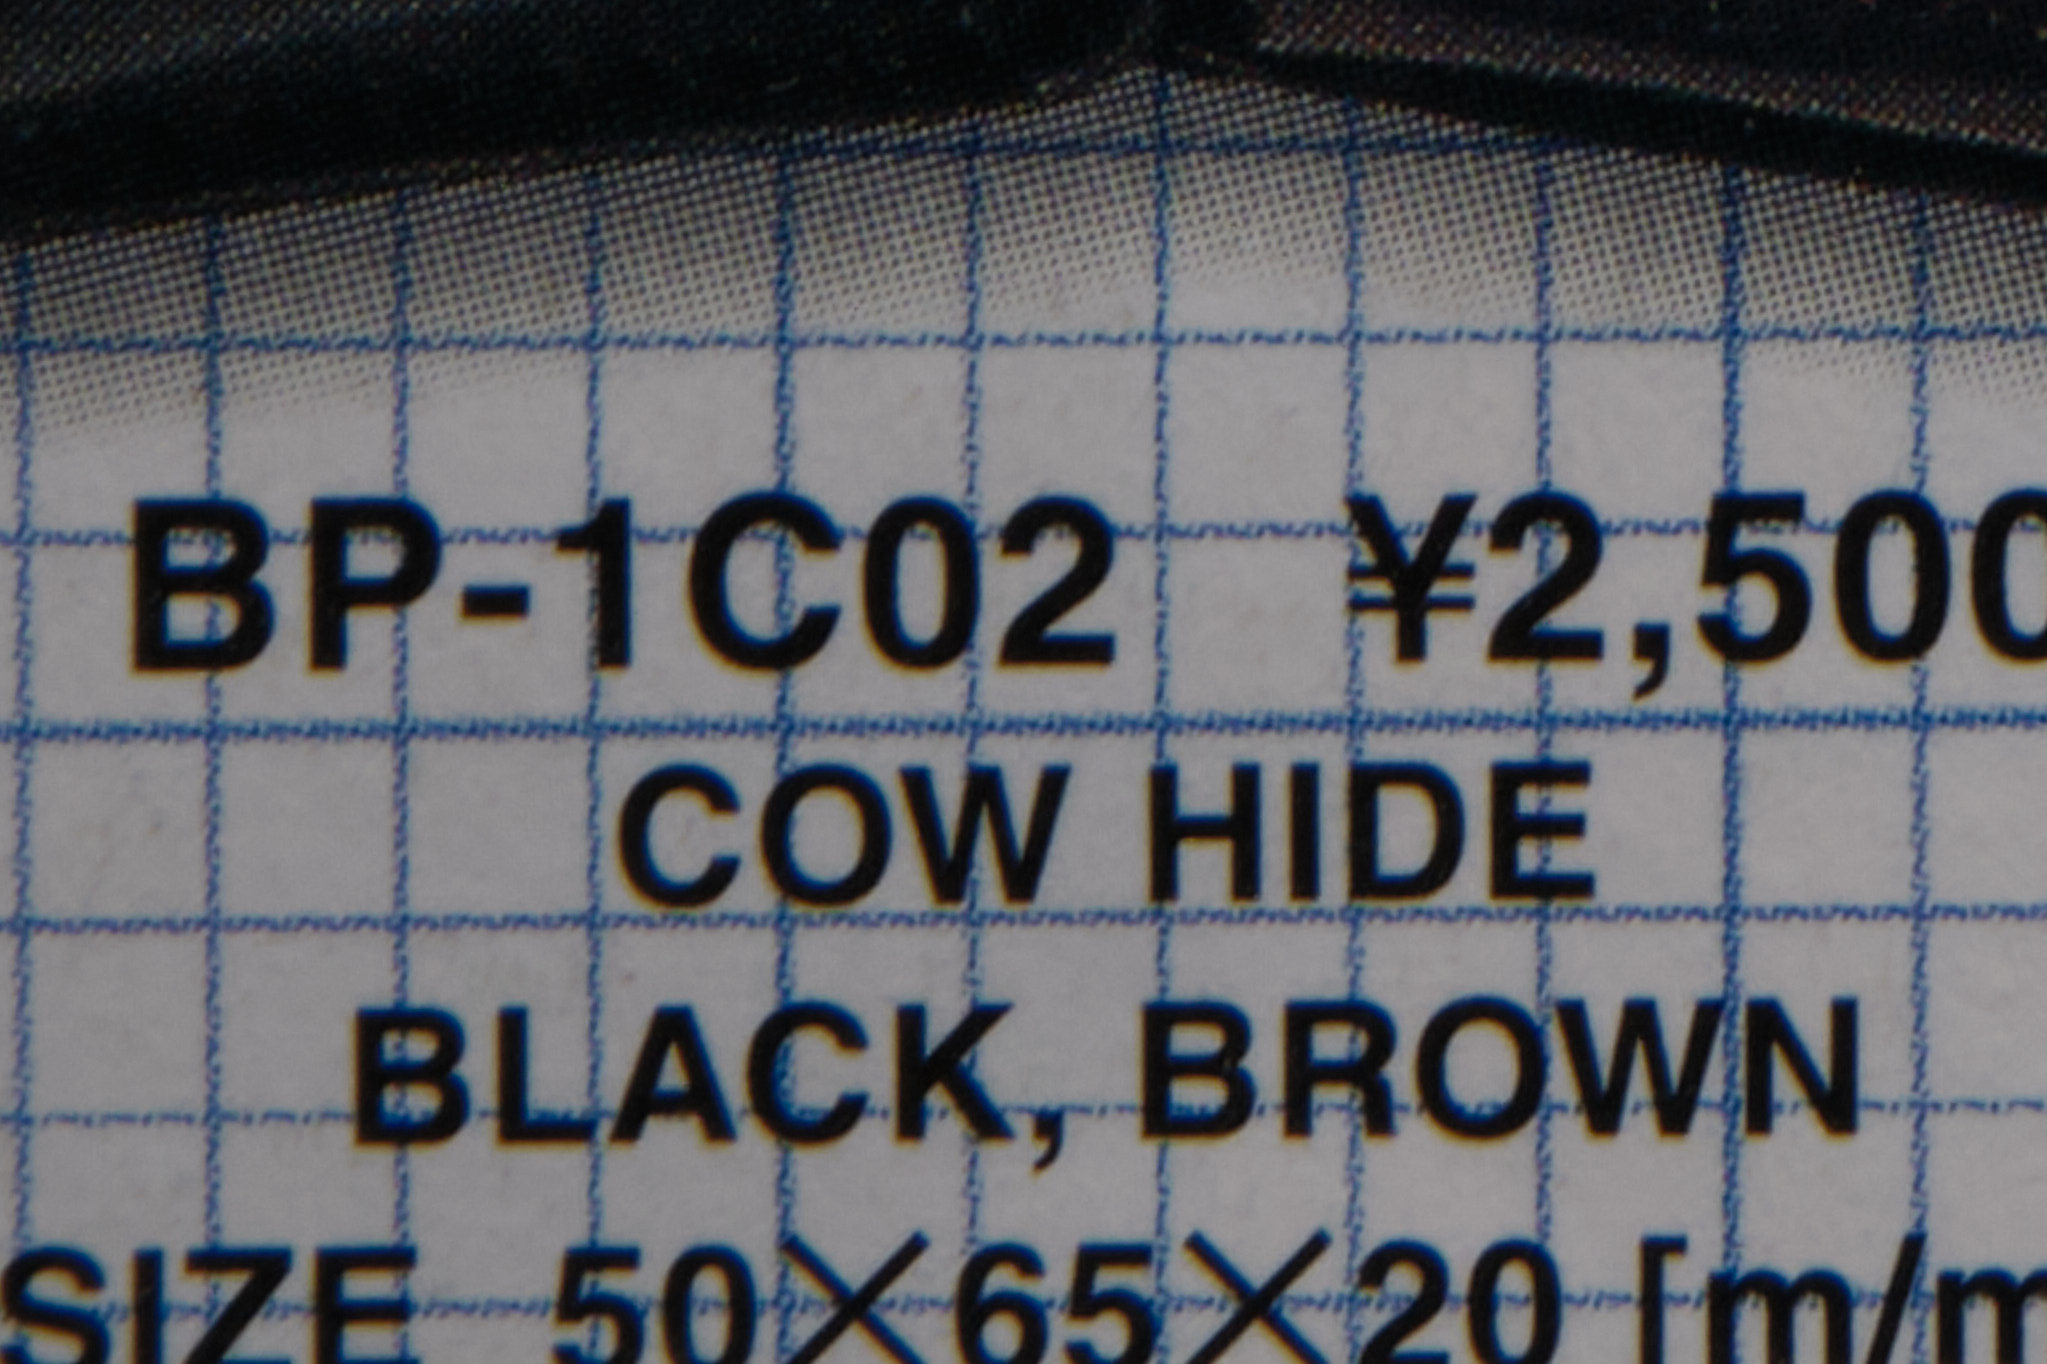 BP-1C02 ¥2,500
COW HIDE
BLACK, BROWN
SIZE 50×65×20 [m/m